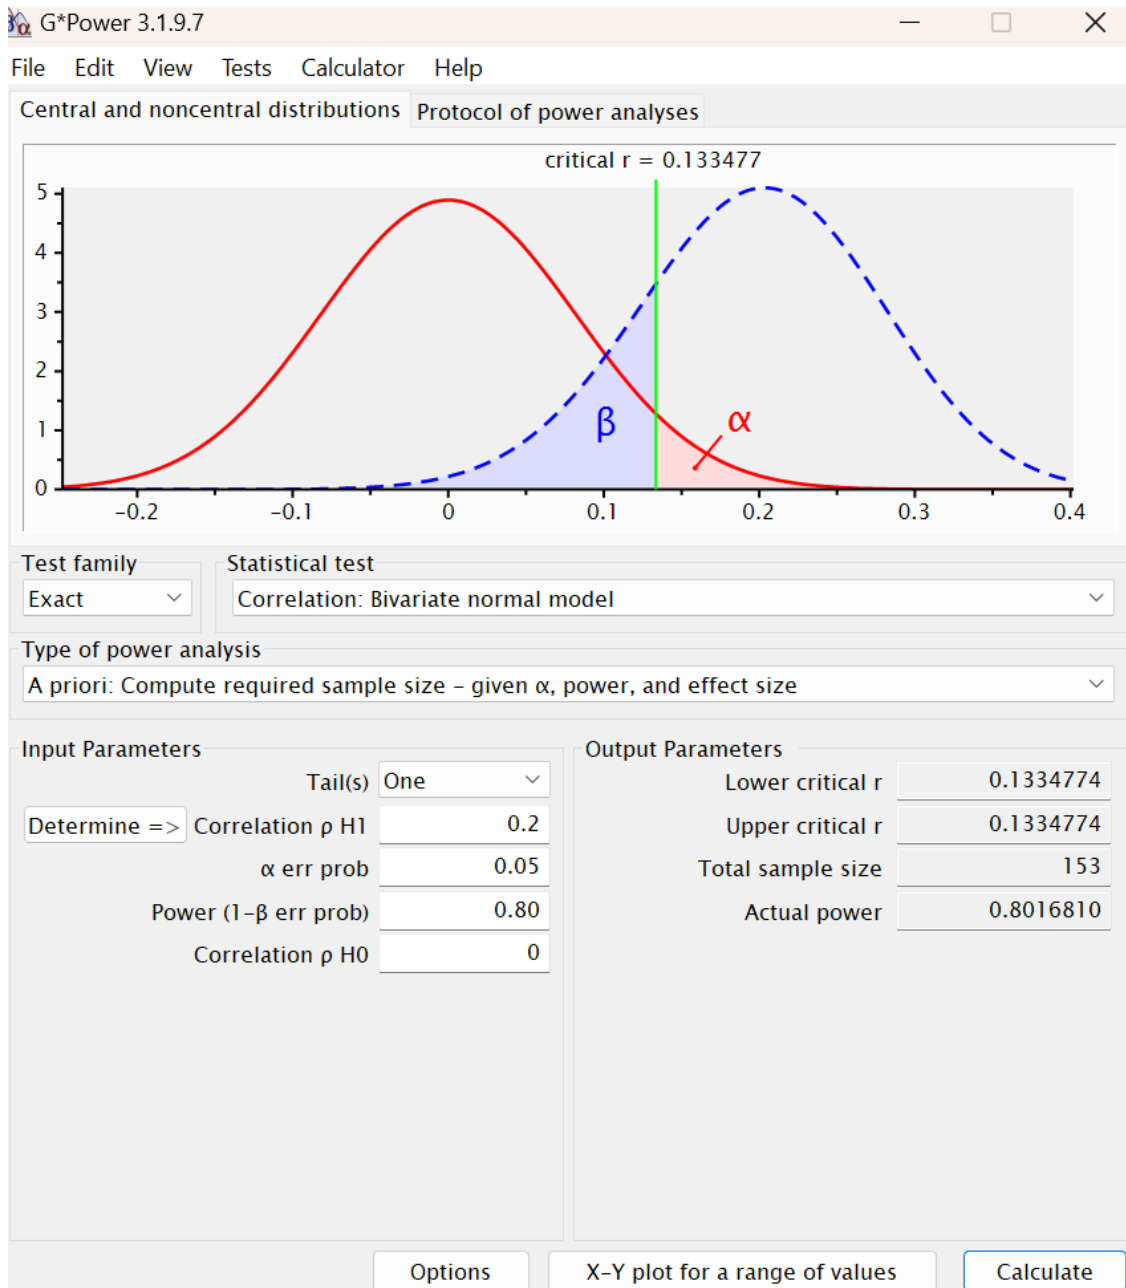 G*Power 3.1.9.7
File Edit View Tests Calculator Help
Central and noncentral distributions Protocol of power analyses
critical r = 0.133477
5
4
3
2
1
0
β
α
-0.2 -0.1 0 0.1 0.2 0.3 0.4
Test family
Exact
Statistical test
Correlation: Bivariate normal model
Type of power analysis
A priori: Compute required sample size – given α, power, and effect size
Input Parameters
Tail(s) One
Determine => Correlation ρ H1 0.2
α err prob 0.05
Power (1–β err prob) 0.80
Correlation ρ H0 0
Output Parameters
Lower critical r 0.1334774
Upper critical r 0.1334774
Total sample size 153
Actual power 0.8016810
Options X–Y plot for a range of values Calculate